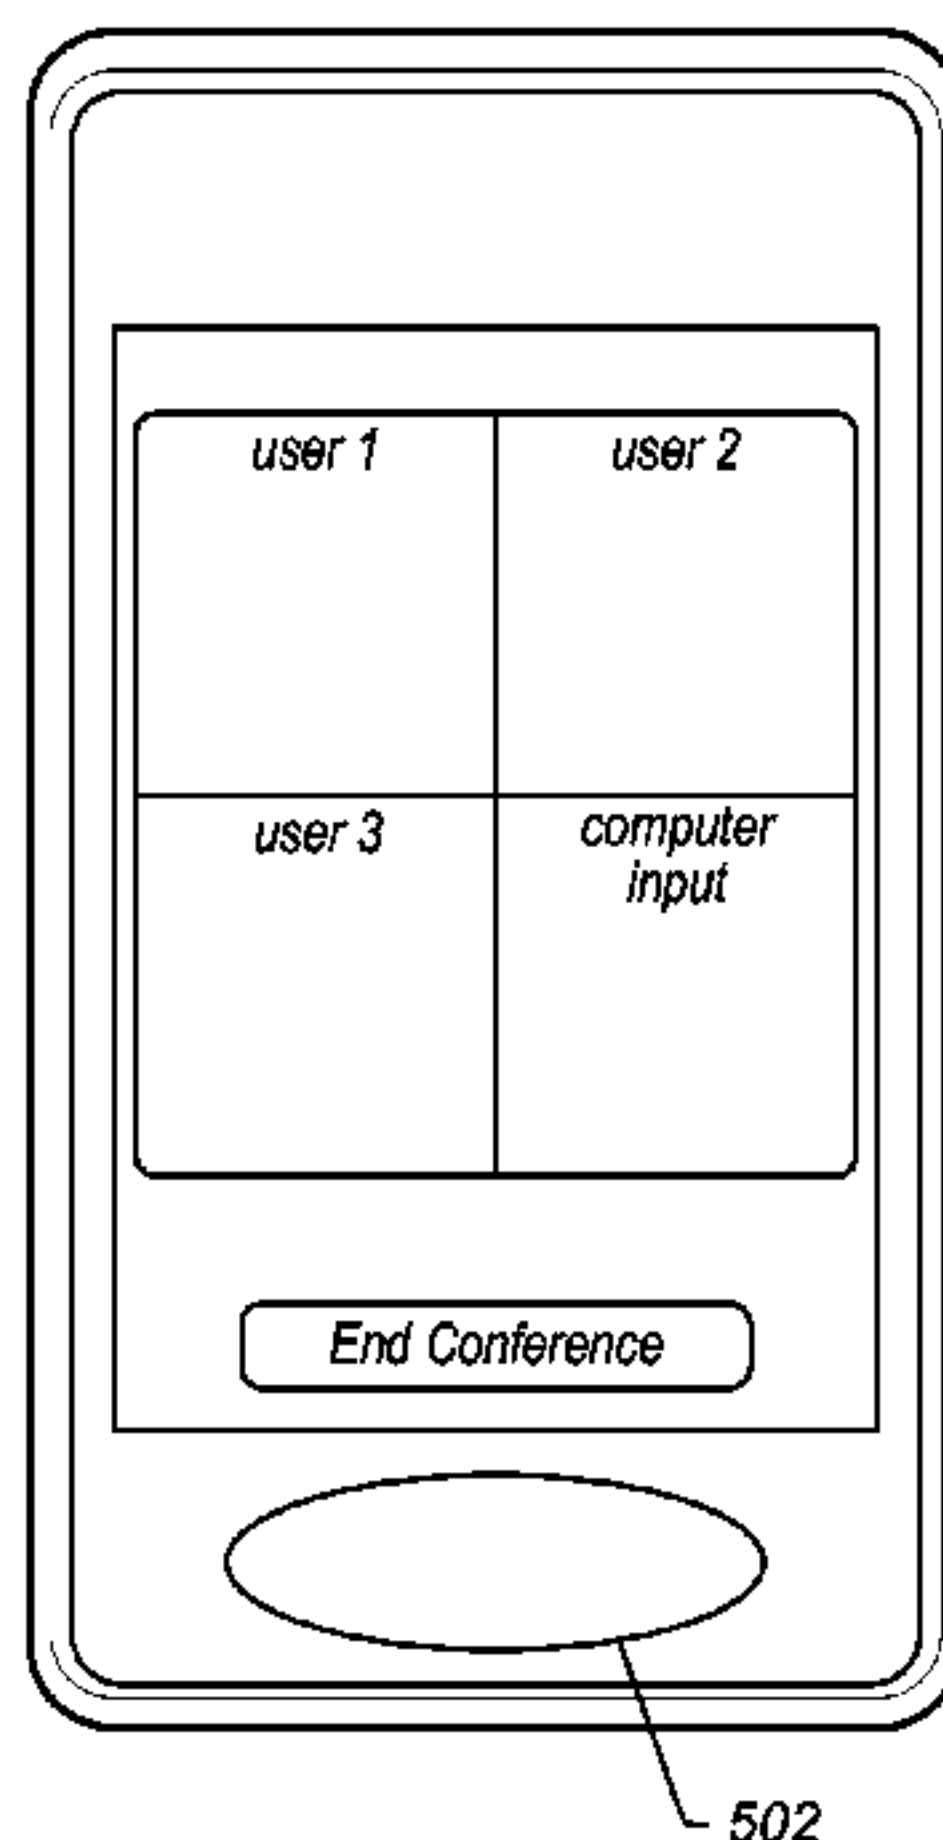 user 1
user 2
user 3
computer
input
End Conference
502